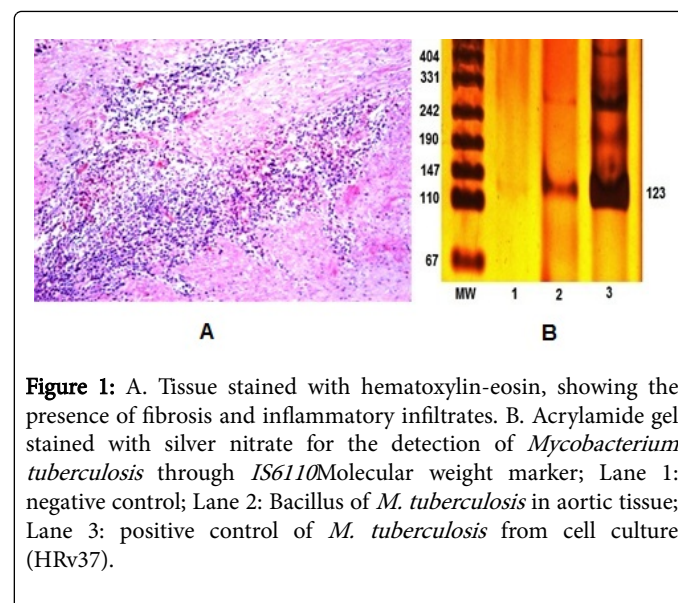 404
331
242
190
147
110
67
123
MW 1 2 3
A B
Figure 1: A. Tissue stained with hematoxylin-eosin, showing the
presence of fibrosis and inflammatory infiltrates. B. Acrylamide gel
stained with silver nitrate for the detection of Mycobacterium
tuberculosis through IS6110Molecular weight marker; Lane 1:
negative control; Lane 2: Bacillus of M. tuberculosis in aortic tissue;
Lane 3: positive control of M. tuberculosis from cell culture
(HRv37).